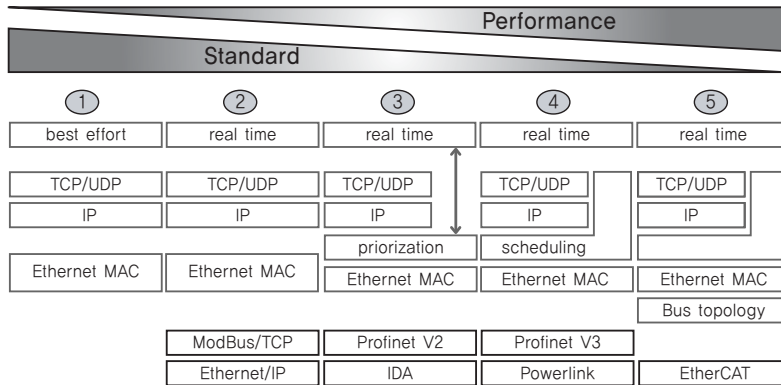 Performance
Standard
1 2 3 4 5
best effort real time real time real time real time
TCP/UDP TCP/UDP TCP/UDP TCP/UDP TCP/UDP
IP IP IP IP IP
priorization scheduling
Ethernet MAC Ethernet MAC Ethernet MAC Ethernet MAC Ethernet MAC
Bus topology
ModBus/TCP Profinet V2 Profinet V3
Ethernet/IP IDA Powerlink EtherCAT